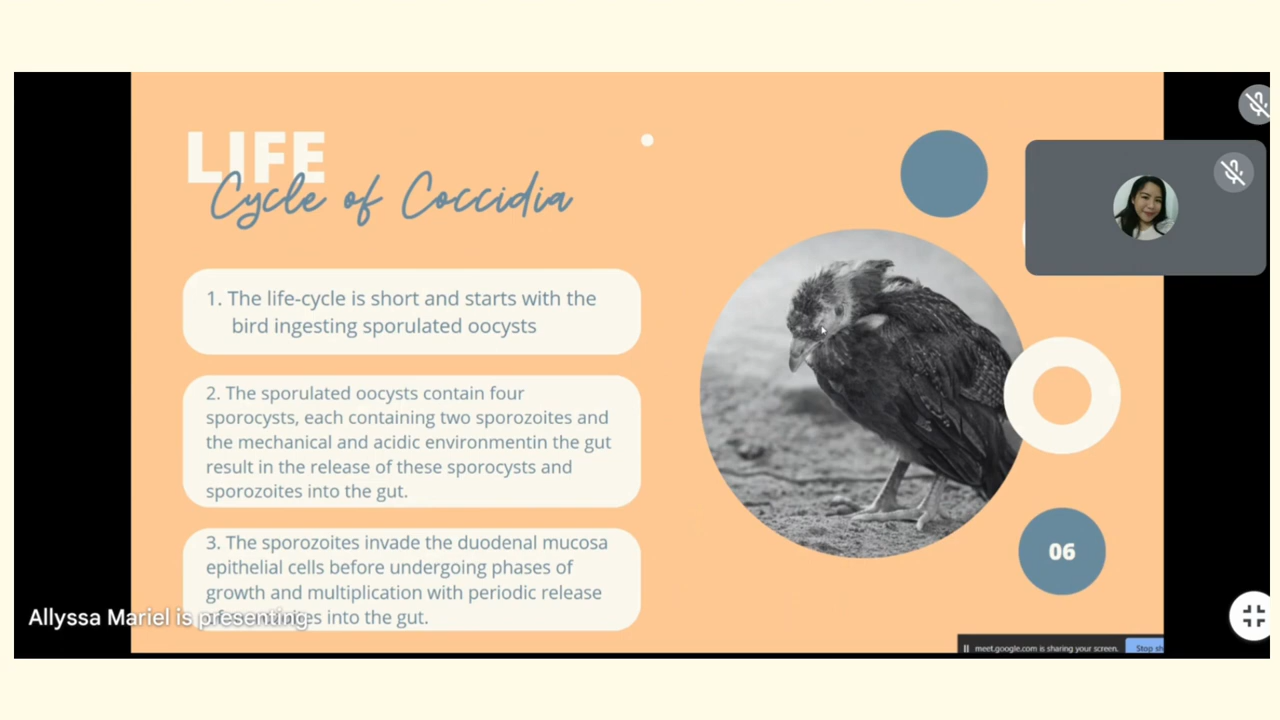 LIFE
Cycle of Coccidia
1. The life-cycle is short and starts with the
bird ingesting sporulated oocysts
2. The sporulated oocysts contain four
sporocysts, each containing two sporozoites and
the mechanical and acidic environmentin the gut
result in the release of these sporocysts and
sporozoites into the gut.
3. The sporozoites invade the duodenal mucosa
epithelial cells before undergoing phases of
growth and multiplication with periodic release
into the gut.
Allyssa Mariel is presenting
06
meet.google.com is sharing your screen.
Stop